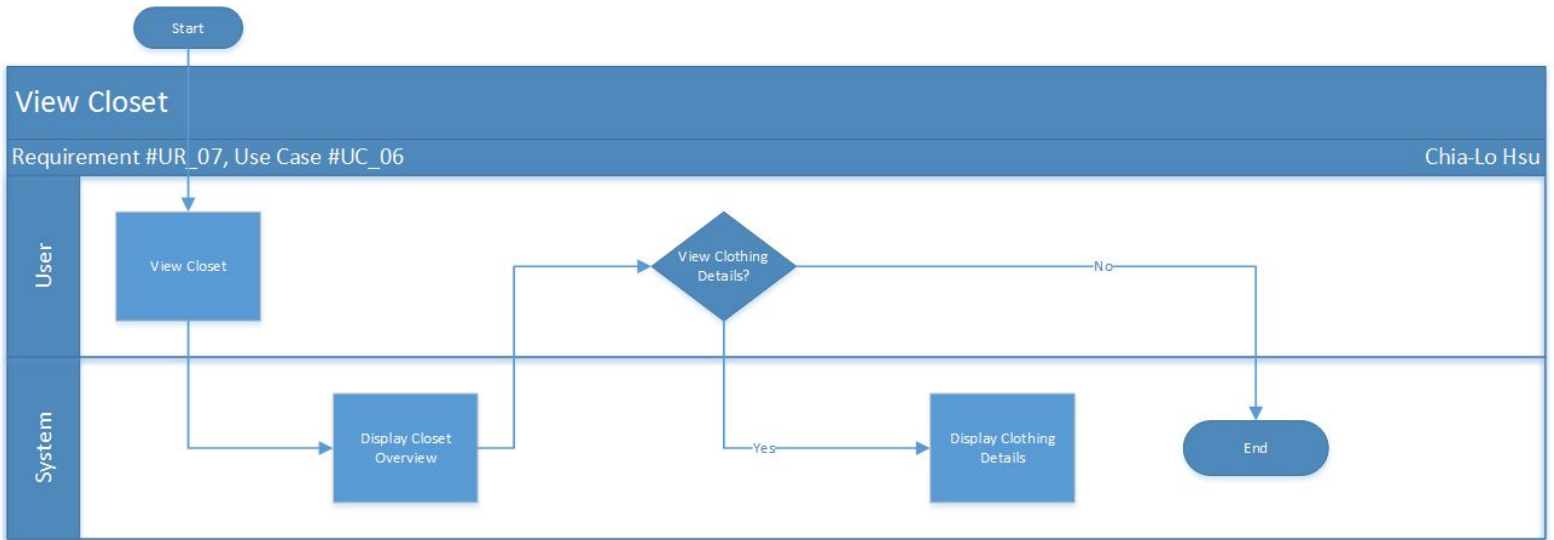 Start
View Closet
Requirement #UR_07, Use Case #UC_06
Chia-Lo Hsu
User
View Closet
View Clothing
Details?
No
System
Display Closet
Overview
Yes
Display Clothing
Details
End